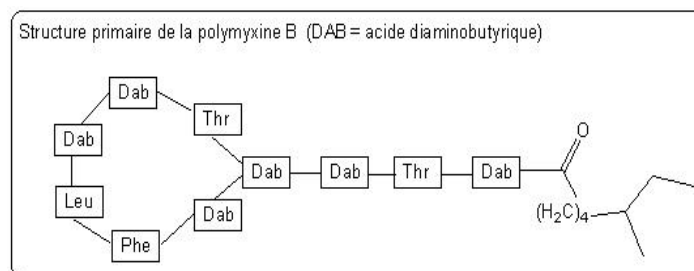 Structure primaire de la polymyxine B (DAB = acide diaminobutyrique)
Dab
Thr
Dab
O
Dab
Dab
Thr
Dab
Leu
Dab
(H₂C)₄
Phe